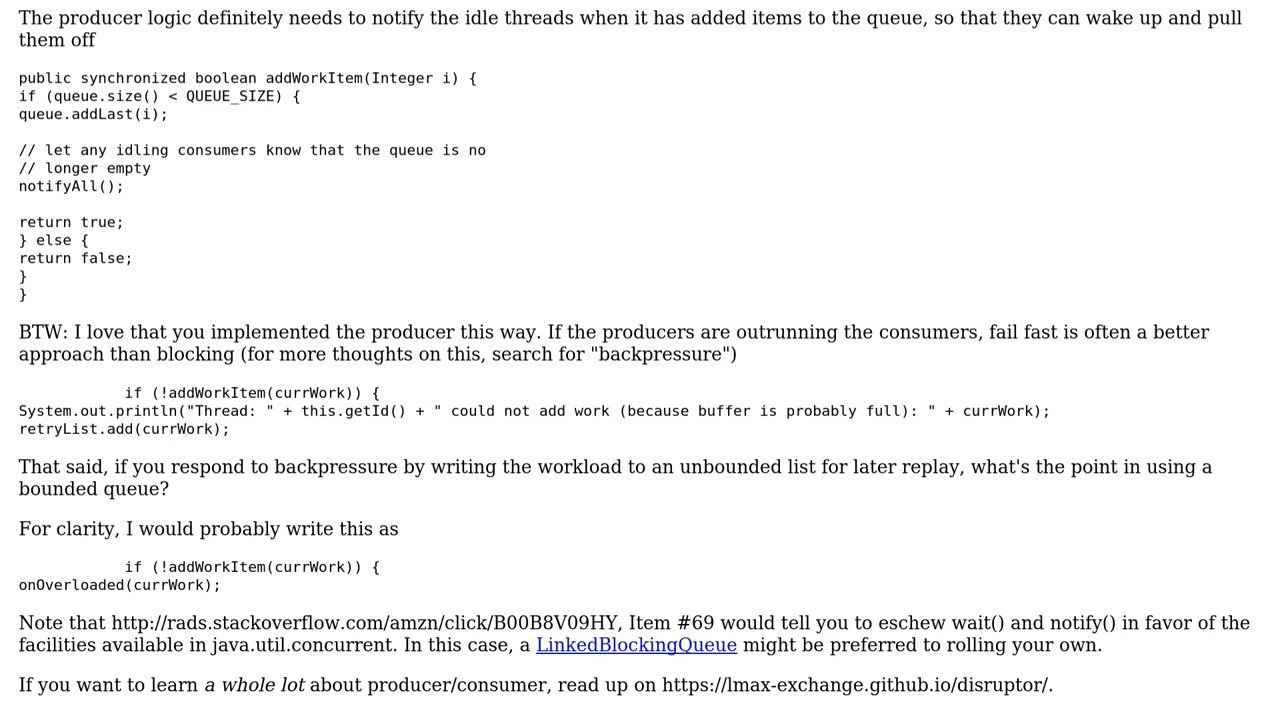 The producer logic definitely needs to notify the idle threads when it has added items to the queue, so that they can wake up and pull
them off
public synchronized boolean addWorkItem(Integer i) {
if (queue.size() < QUEUE_SIZE) {
queue.addLast(i);
// let any idling consumers know that the queue is no
// longer empty
notifyAll();
return true;
} else {
return false;
}
}
BTW: I love that you implemented the producer this way. If the producers are outrunning the consumers, fail fast is often a better
approach than blocking (for more thoughts on this, search for "backpressure")
if (!addWorkItem(currWork)) {
System.out.println("Thread: " + this.getId() + " could not add work (because buffer is probably full): " + currWork);
retryList.add(currWork);
That said, if you respond to backpressure by writing the workload to an unbounded list for later replay, what's the point in using a
bounded queue?
For clarity, I would probably write this as
if (!addWorkItem(currWork)) {
onOverloaded(currWork);
Note that http://rads.stackoverflow.com/amzn/click/B00B8V09HY, Item #69 would tell you to eschew wait() and notify() in favor of the
facilities available in java.util.concurrent. In this case, a LinkedBlockingQueue might be preferred to rolling your own.
If you want to learn a whole lot about producer/consumer, read up on https://lmax-exchange.github.io/disruptor/.